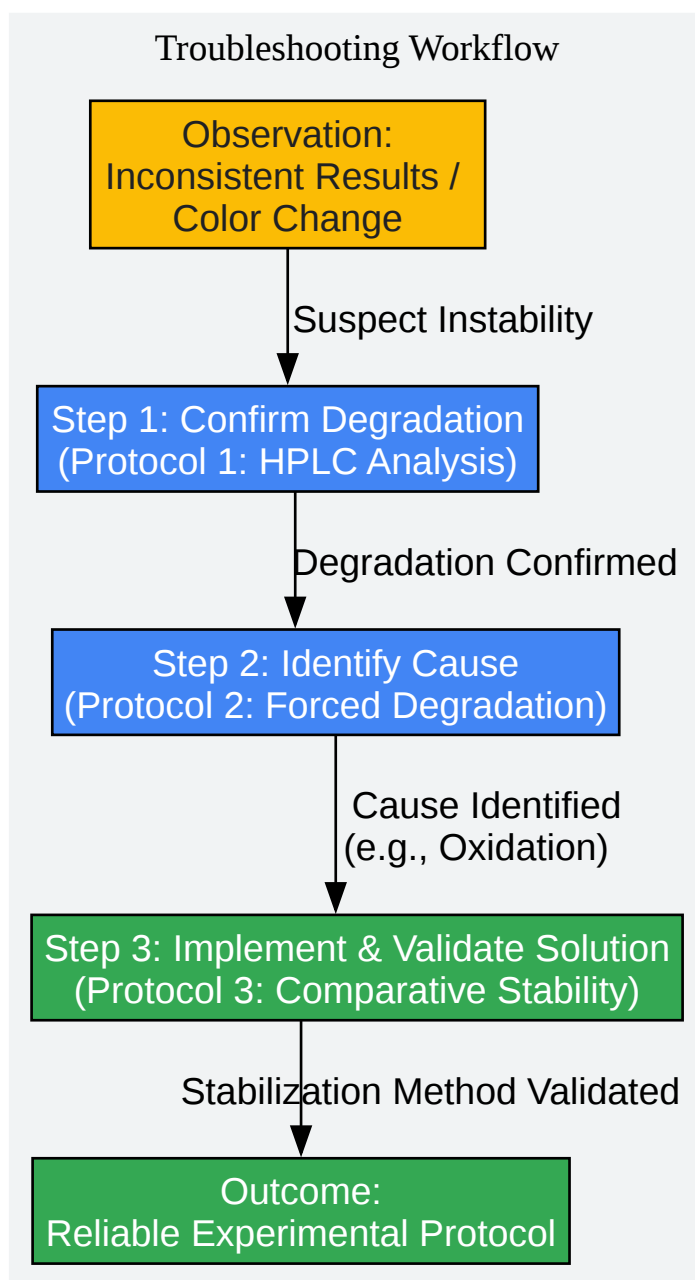 Troubleshooting Workflow
Observation:
Inconsistent Results /
Color Change
Suspect Instability
Step 1: Confirm Degradation
(Protocol 1: HPLC Analysis)
Degradation Confirmed
Step 2: Identify Cause
(Protocol 2: Forced Degradation)
Cause Identified
(e.g., Oxidation)
Step 3: Implement & Validate Solution
(Protocol 3: Comparative Stability)
Stabilization Method Validated
Outcome:
Reliable Experimental Protocol